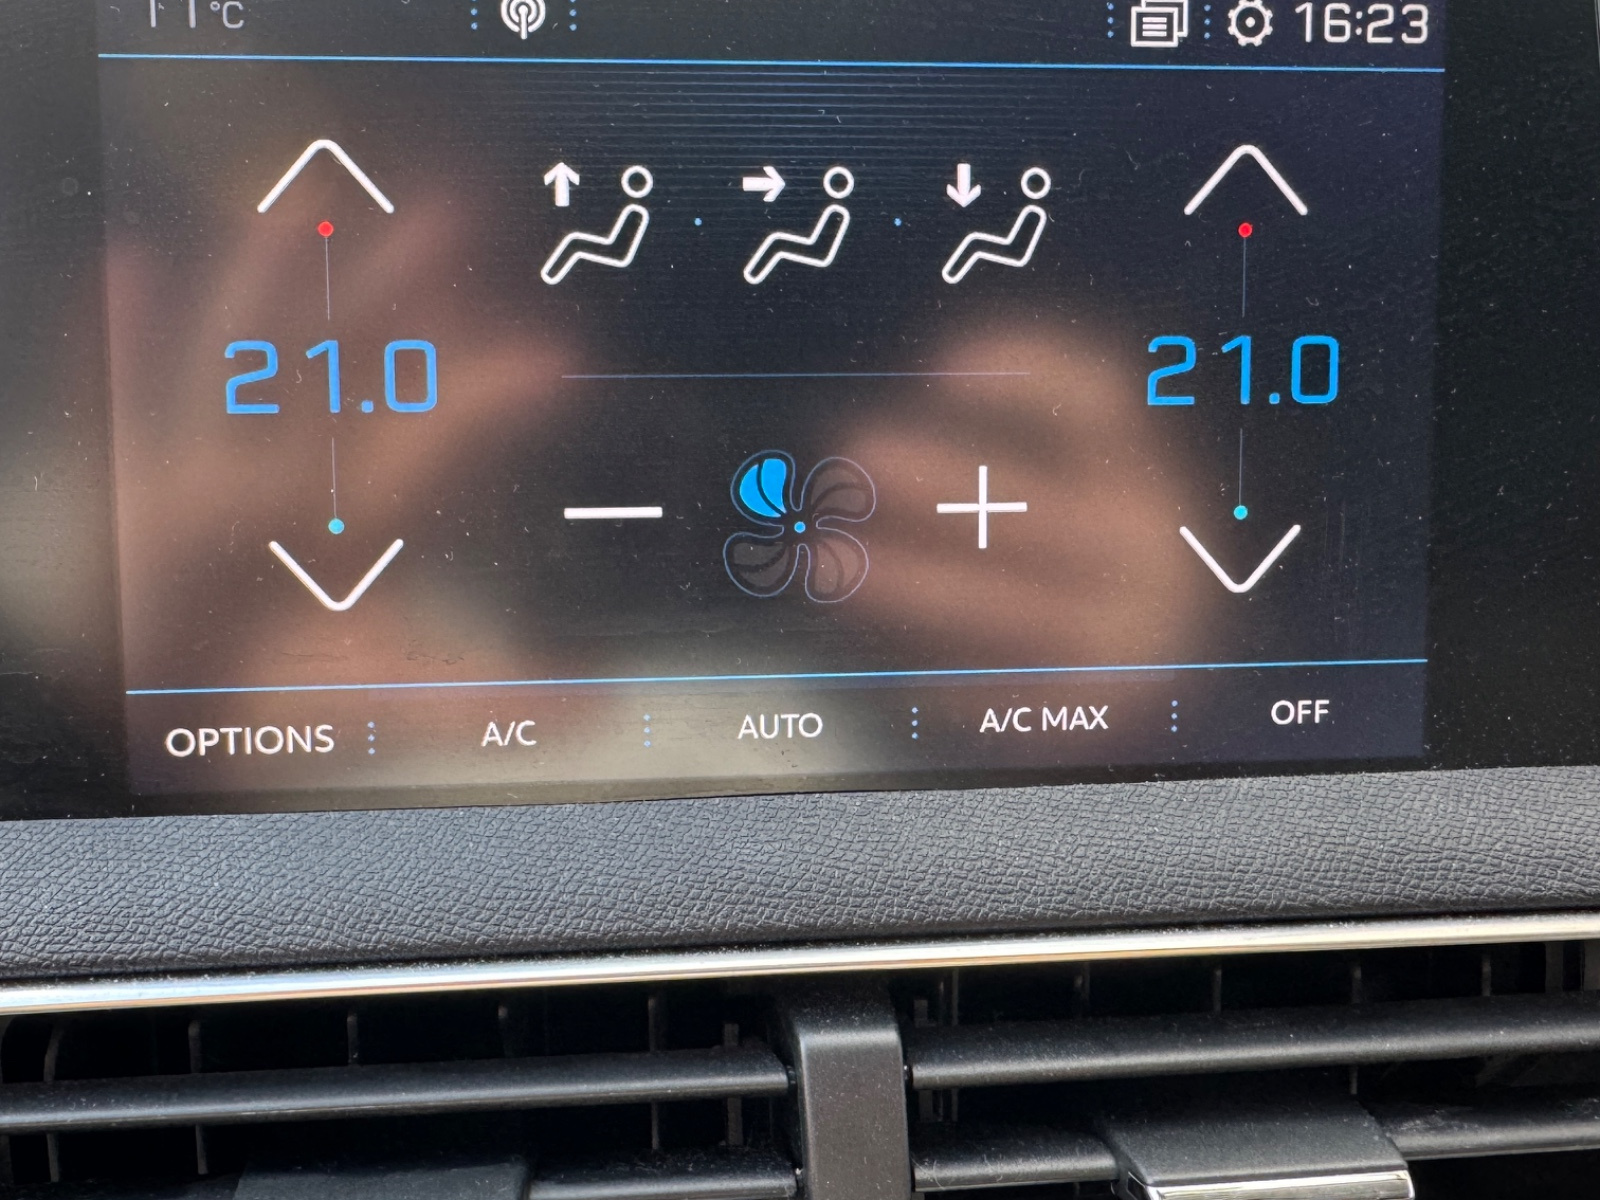 °C 16:23
21.0 21.0
OPTIONS A/C AUTO A/C MAX OFF